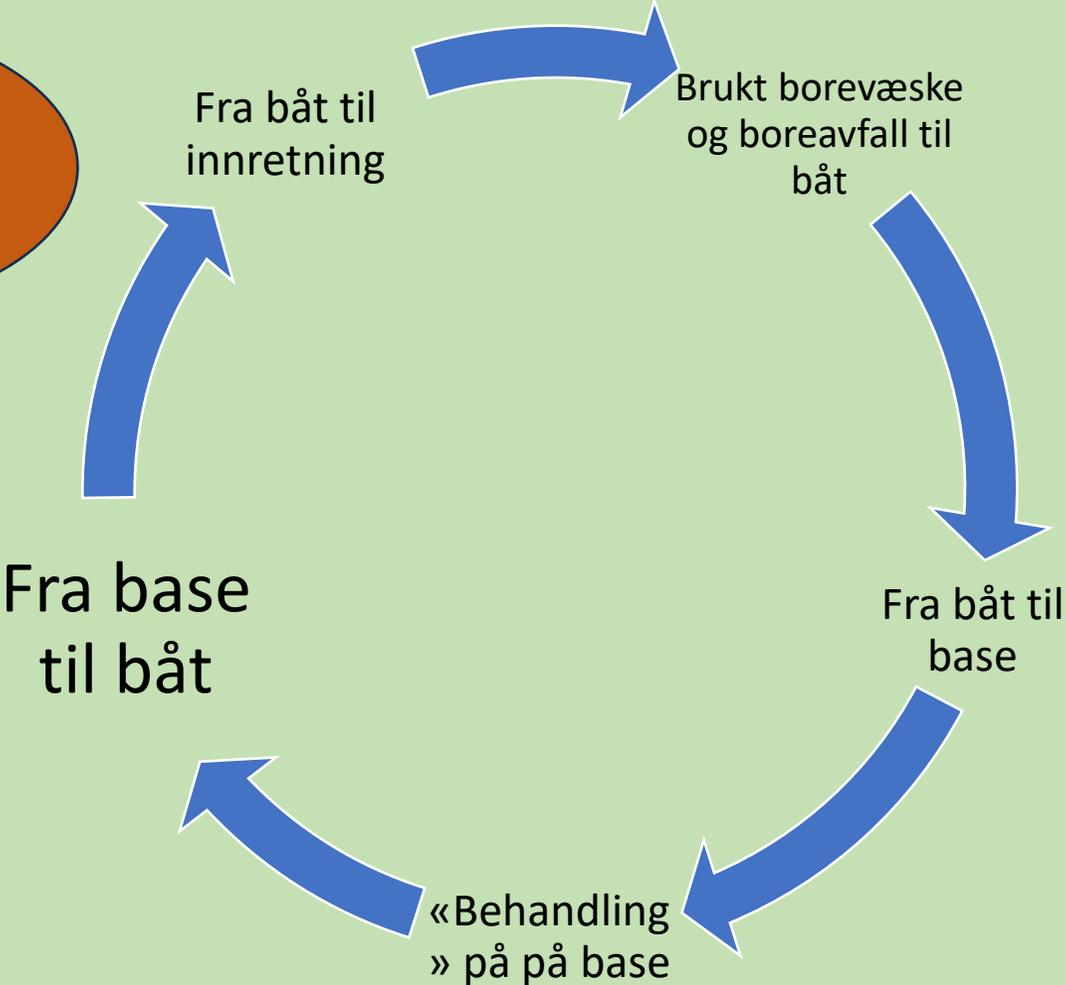 Fra båt til
innretning
Brukt borevæske
og boreavfall til
båt
Fra båt til
base
«Behandling
» på på base
Fra base
til båt